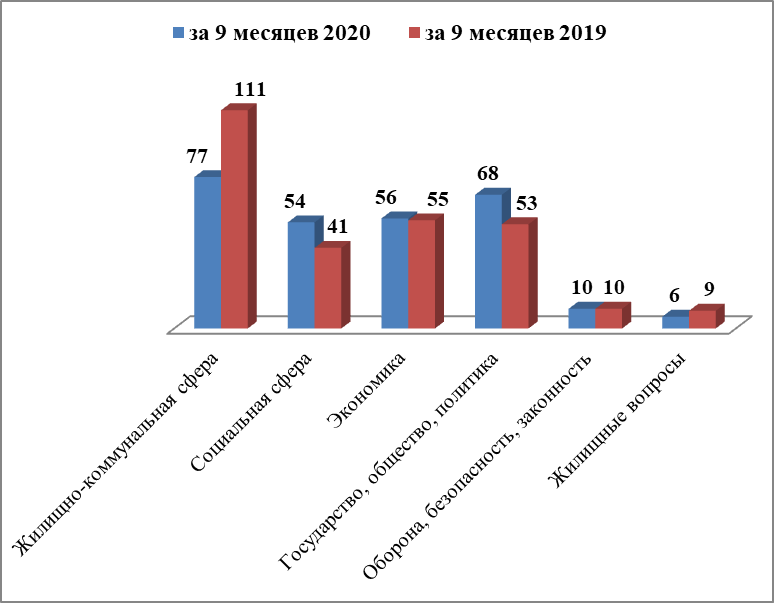 за 9 месяцев 2020 за 9 месяцев 2019
77 111
54 41
56 55
68 53
10 10
6 9
Жилищно-коммунальная сфера
Социальная сфера
Экономика
Государство, общество, политика
Оборона, безопасность, законность
Жилищные вопросы